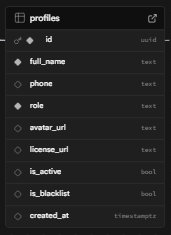 profiles
id uuid
full_name text
phone text
role text
avatar_url text
license_url text
is_active bool
is_blacklist bool
created_at timestamptz